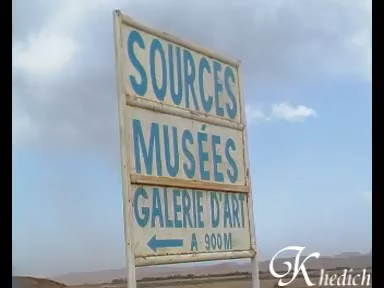 SOURCES
MUSÉES
GALERIE D'ART
A 900M
Khedich